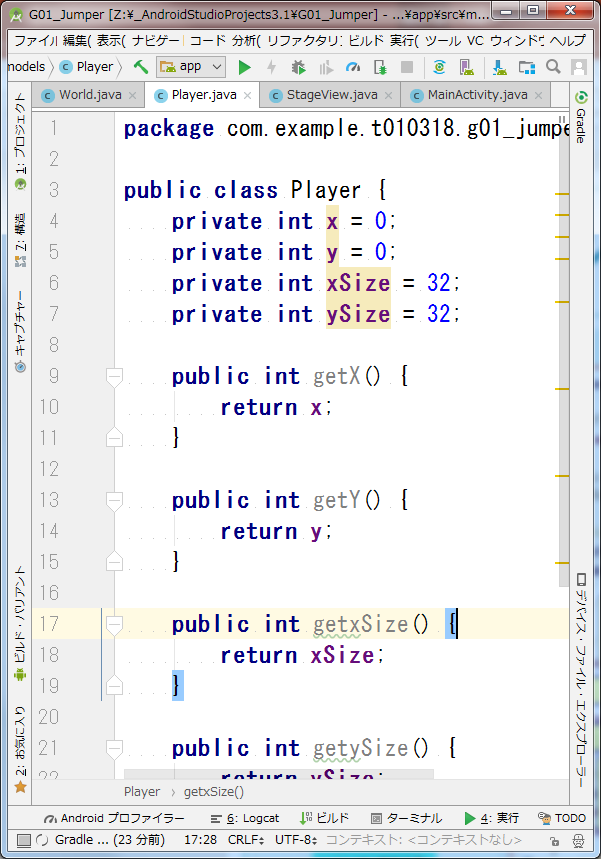 G01_Jumper [Z:¥_AndroidStudioProjects3.1¥G01_Jumper] - ...¥app¥src¥m...
ファイル 編集( 表示( ナビゲー コード 分析( リファクタリ ビルド 実行( ツール VC ウィンドウ ヘルプ
models Player app
World.java Player.java StageView.java MainActivity.java
1: プロジェクト
7: 構造
キャプチャー
ビルド・バリアント
2: お気に入り
1 package com.example.t010318.g01_jumpe
2
3 public class Player {
4 private int x = 0;
5 private int y = 0;
6 private int xSize = 32;
7 private int ySize = 32;
8
9 public int getX() {
10 return x;
11 }
12
13 public int getY() {
14 return y;
15 }
16
17 public int getxSize() {
18 return xSize;
19 }
20
21 public int getySize() {
22 return ySize;
Gradle
デバイス・ファイル・エクスプローラー
Player getxSize()
Android プロファイラー 6: Logcat ビルド ターミナル 4: 実行 TODO
Gradle ... (23 分前) 17:28 CRLF UTF-8 コンテキスト: <コンテキストなし>